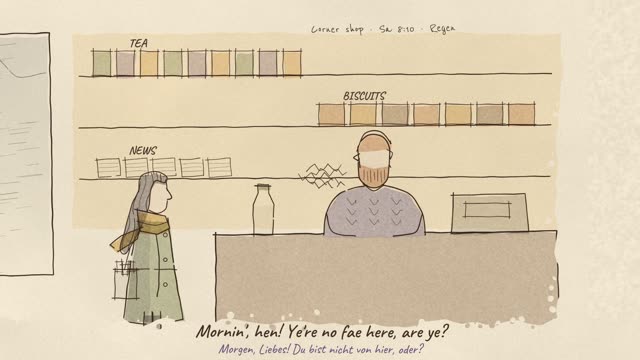 Corner shop · Sa 8:10 · Regen
TEA
BISCUITS
NEWS
Mornin', hen! Ye're no fae here, are ye?
Morgen, Liebes! Du bist nicht von hier, oder?